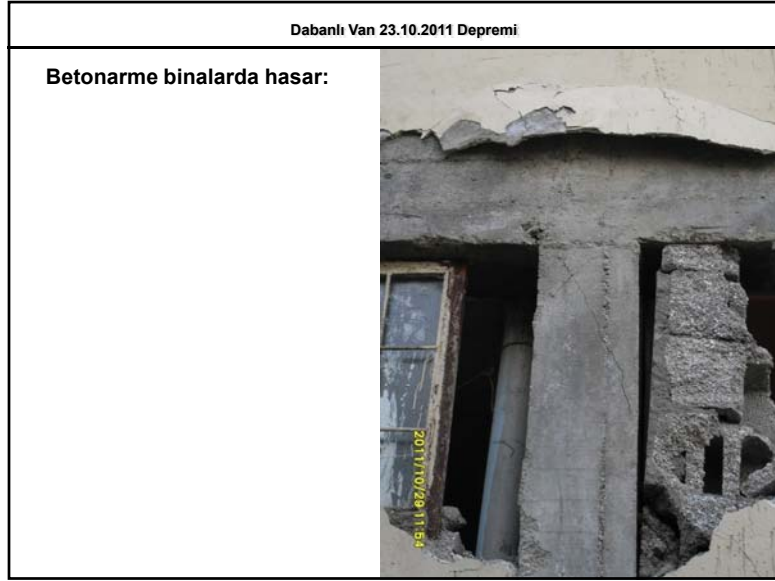 Dabanlı Van 23.10.2011 Depremi
Betonarme binalarda hasar:
2011/10/29 11:54